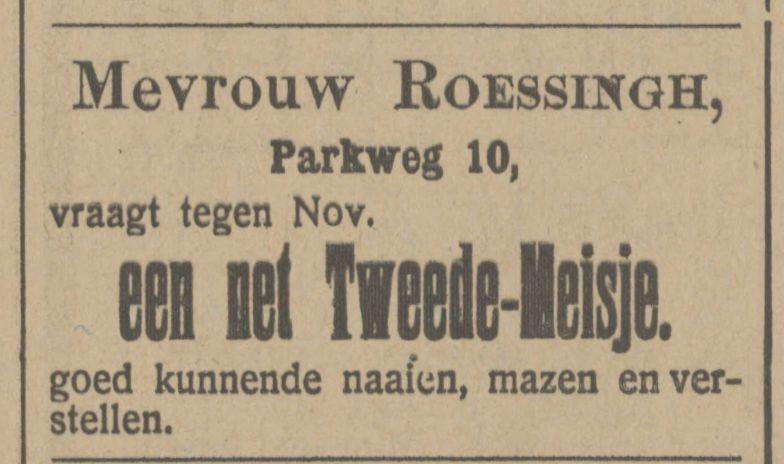 Mevrouw ROESSINGH,
Parkweg 10,
vraagt tegen Nov.
een net Tweede-Meisje.
goed kunnende naaien, mazen en ver-
stellen.